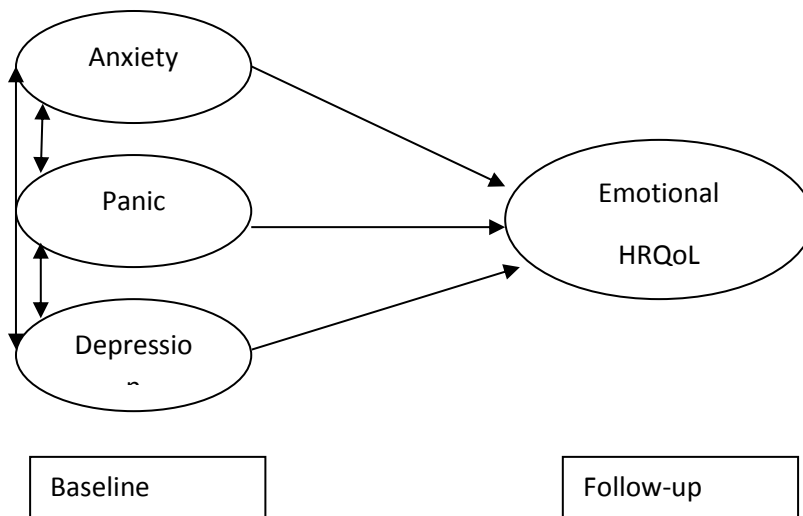 Anxiety
Panic
Depressio
n
Emotional
HRQoL
Baseline
Follow-up